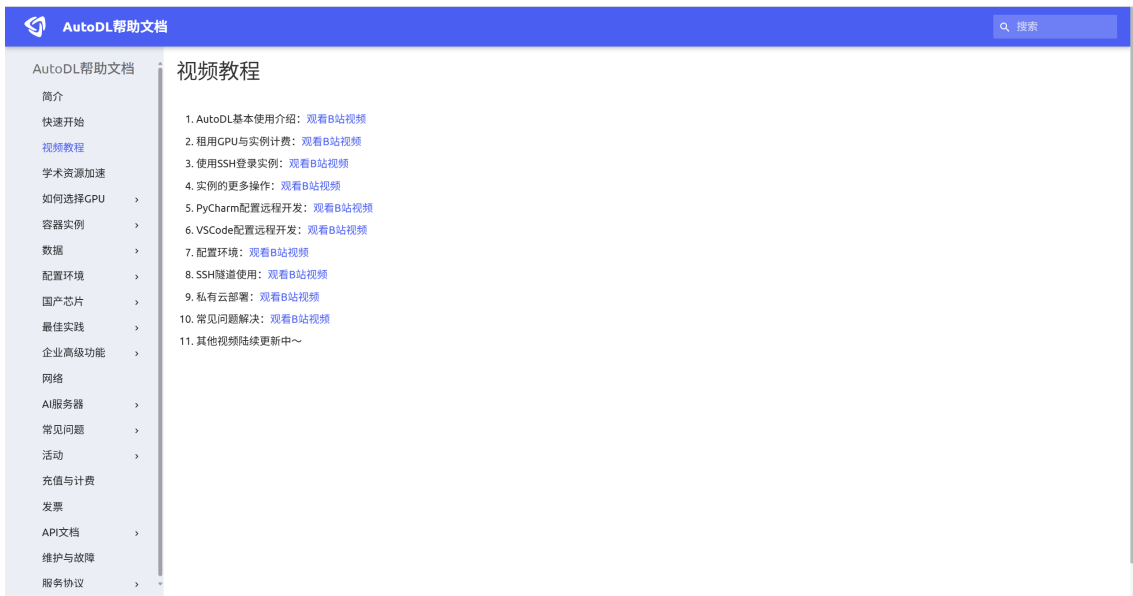 AutoDL帮助文档
搜索
AutoDL帮助文档
简介
快速开始
视频教程
学术资源加速
如何选择GPU
容器实例
数据
配置环境
国产芯片
最佳实践
企业高级功能
网络
AI服务器
常见问题
活动
充值与计费
发票
API文档
维护与故障
服务协议
视频教程
1. AutoDL基本使用介绍：观看B站视频
2. 租用GPU与实例计费：观看B站视频
3. 使用SSH登录实例：观看B站视频
4. 实例的更多操作：观看B站视频
5. PyCharm配置远程开发：观看B站视频
6. VSCode配置远程开发：观看B站视频
7. 配置环境：观看B站视频
8. SSH隧道使用：观看B站视频
9. 私有云部署：观看B站视频
10. 常见问题解决：观看B站视频
11. 其他视频陆续更新中～